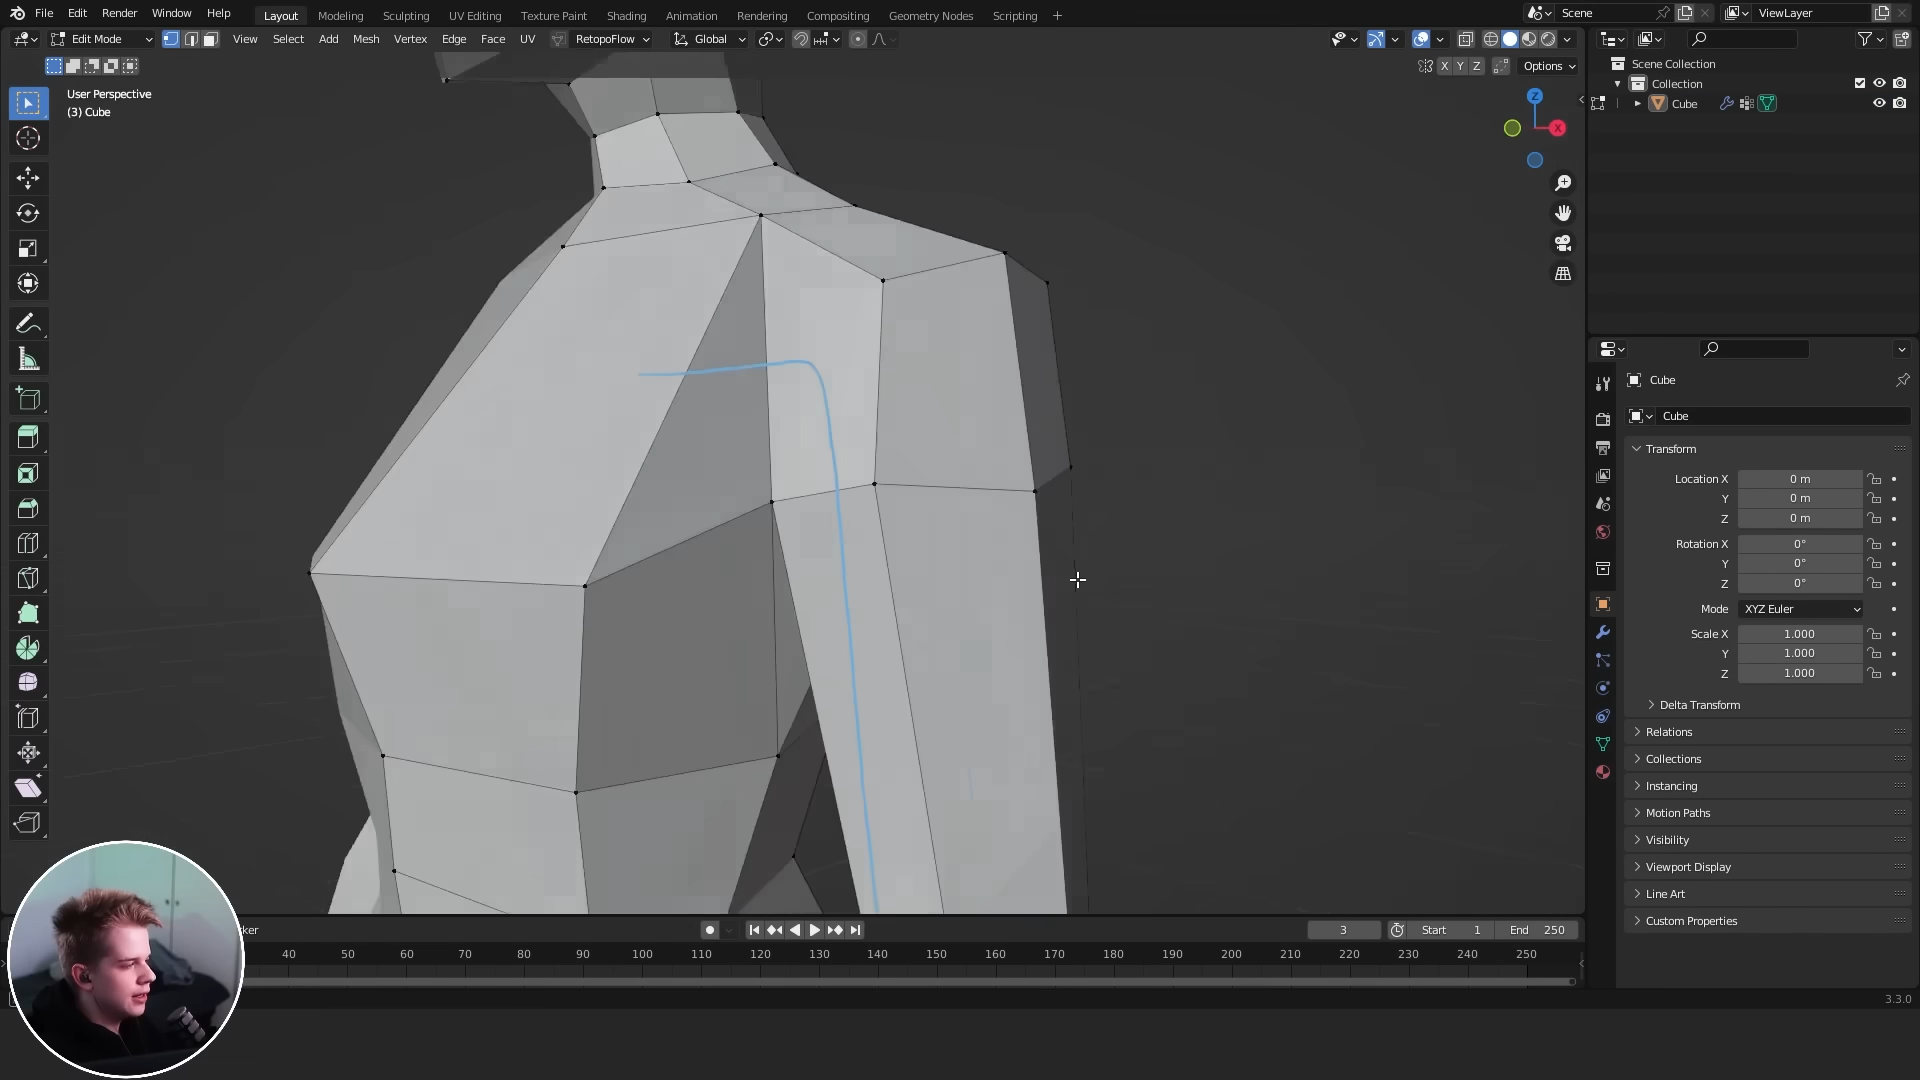 File Edit Render Window Help Layout Modeling Sculpting UV Editing Texture Paint Shading Animation Rendering Compositing Geometry Nodes Scripting Scene ViewLayer
Edit Mode View Select Add Mesh Vertex Edge Face UV RetopoFlow Global
X Y Z Options
User Perspective
(3) Cube
Z
X
Scene Collection
Collection
Cube
Cube
Cube
Transform
Location X 0 m
Y 0 m
Z 0 m
Rotation X 0°
Y 0°
Z 0°
Mode XYZ Euler
Scale X 1.000
Y 1.000
Z 1.000
Delta Transform
Relations
Collections
Instancing
Motion Paths
Visibility
Viewport Display
Line Art
Custom Properties
ker 3 Start 1 End 250
40 50 60 70 80 90 100 110 120 130 140 150 160 170 180 190 200 210 220 230 240 250
3.3.0